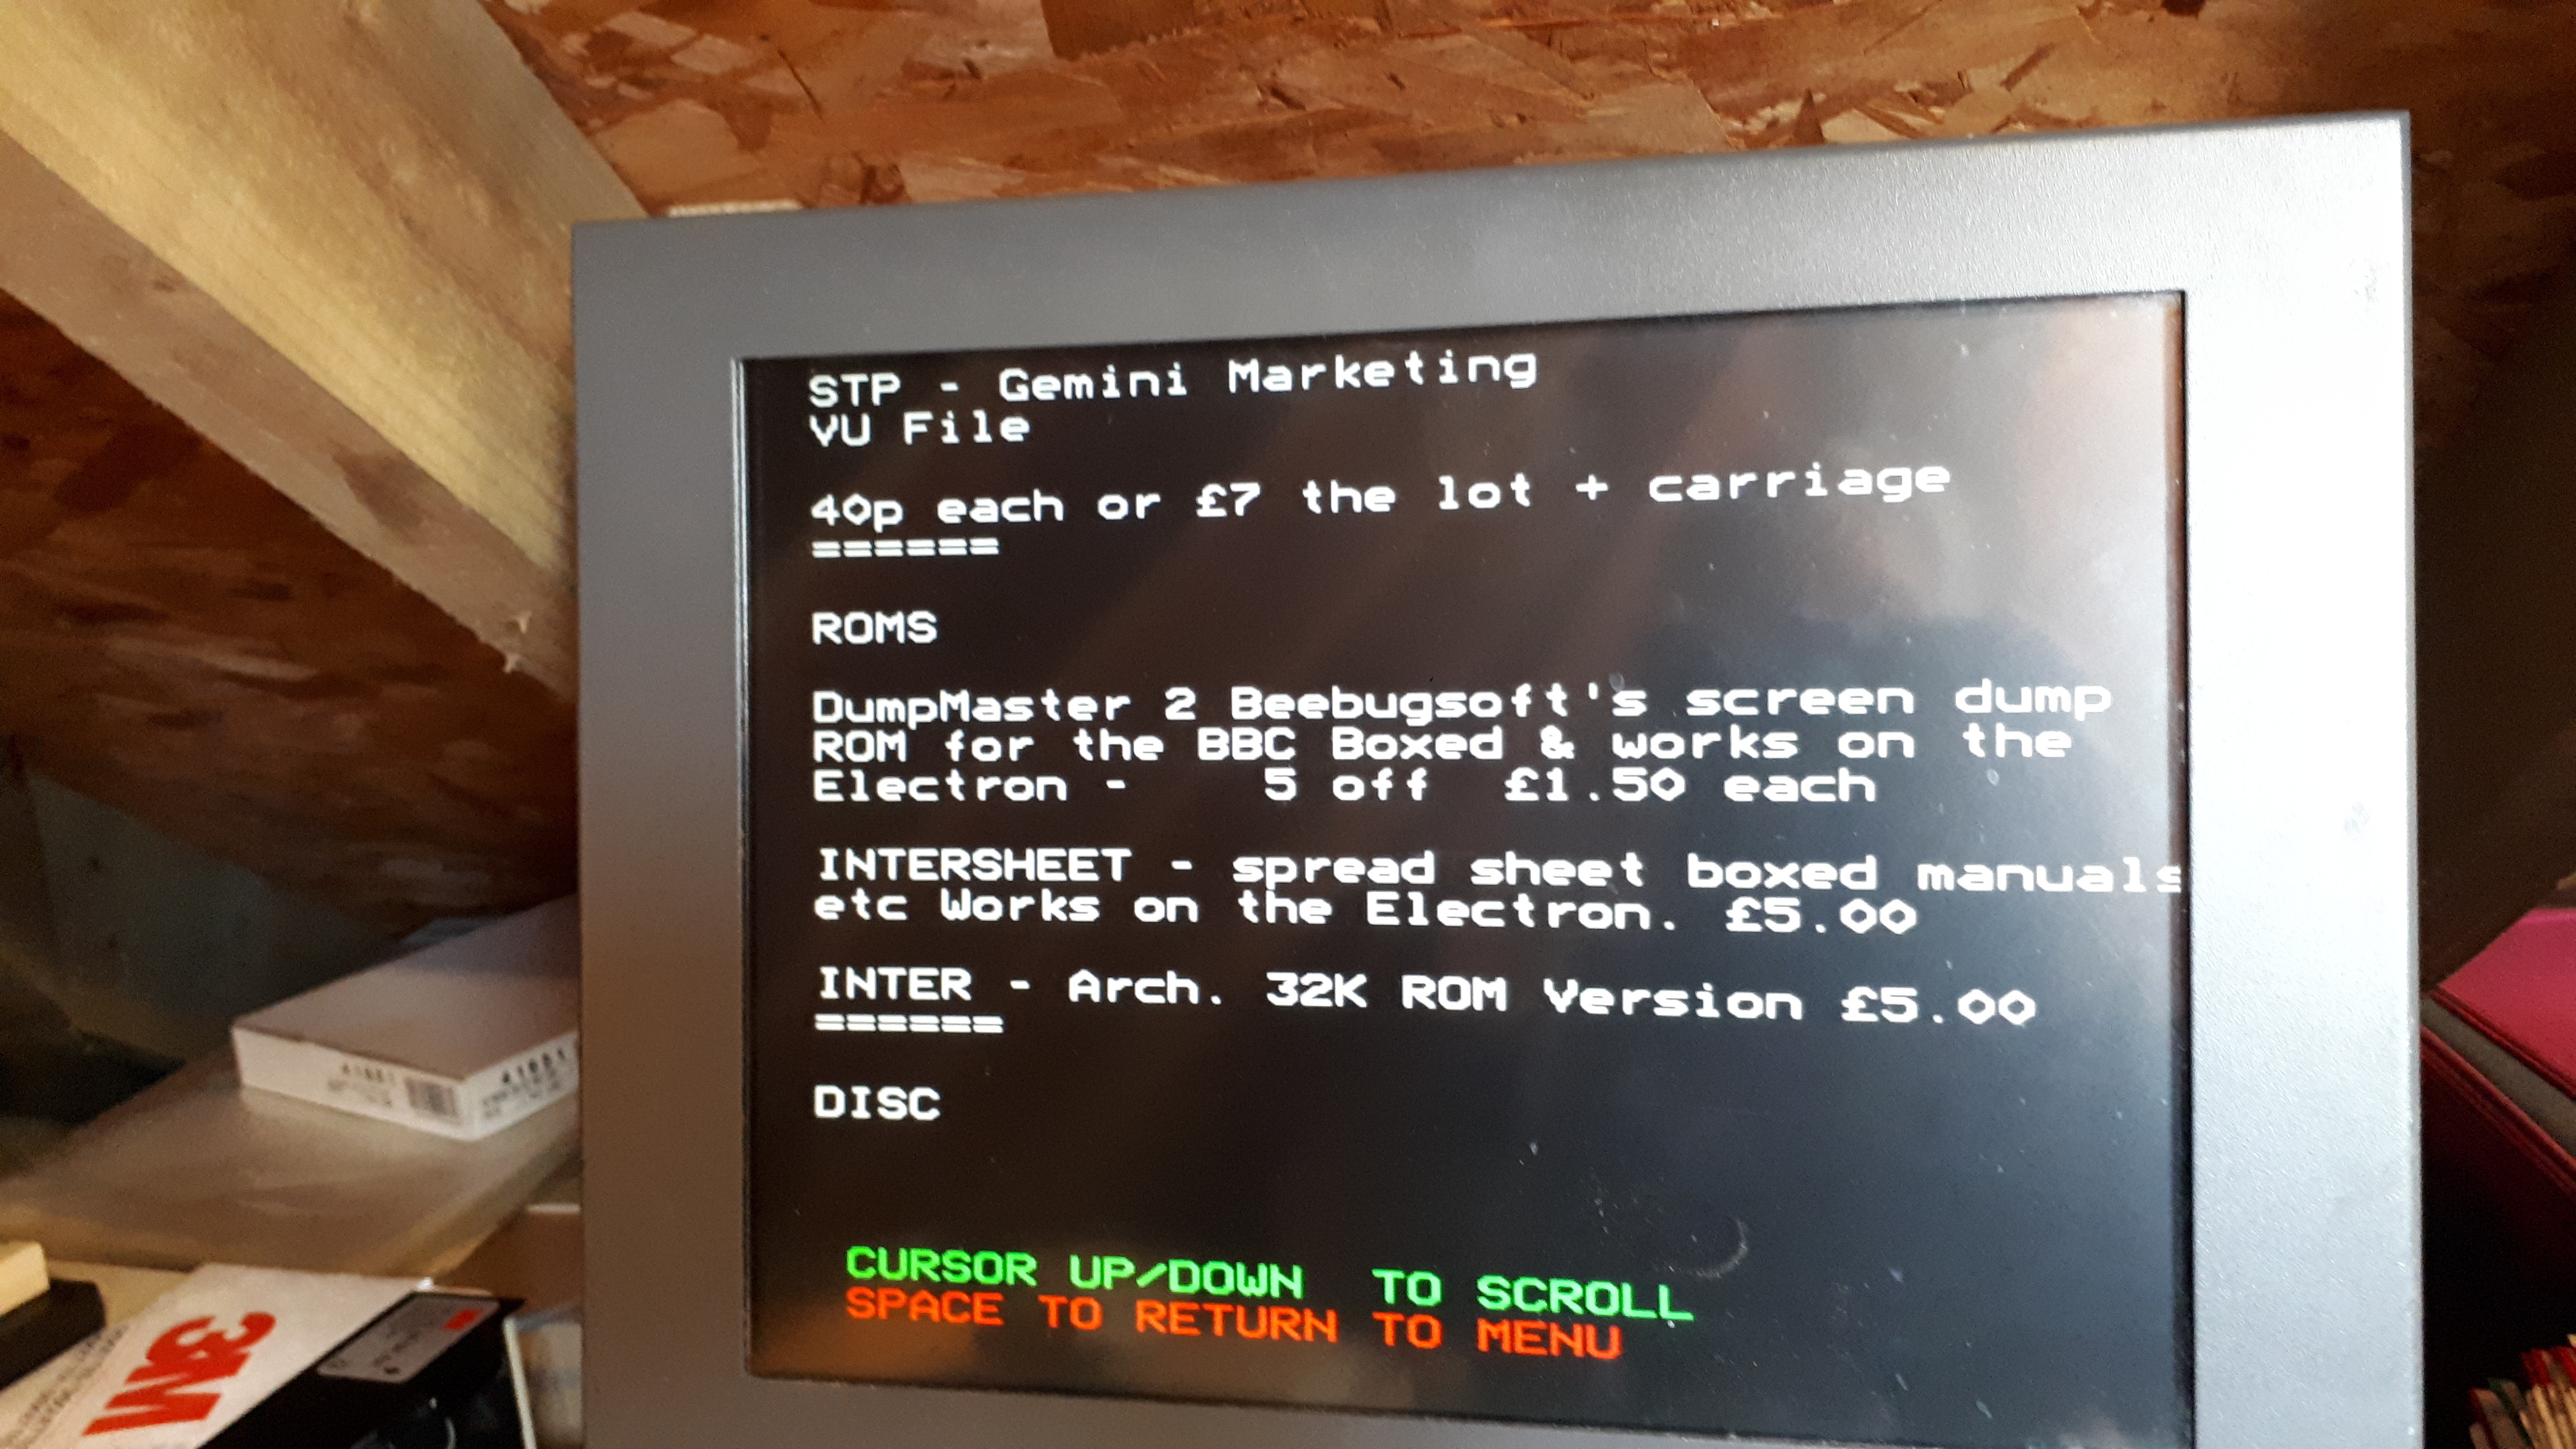 STP - Gemini Marketing
VU File
40p each or £7 the lot + carriage
======
ROMS
DumpMaster 2 Beebugsoft's screen dump
ROM for the BBC Boxed & works on the
Electron -    5 off  £1.50 each
INTERSHEET - spread sheet boxed manuals
etc Works on the Electron. £5.00
INTER - Arch. 32K ROM Version £5.00
======
DISC
CURSOR UP/DOWN  TO SCROLL
SPACE TO RETURN TO MENU
3M